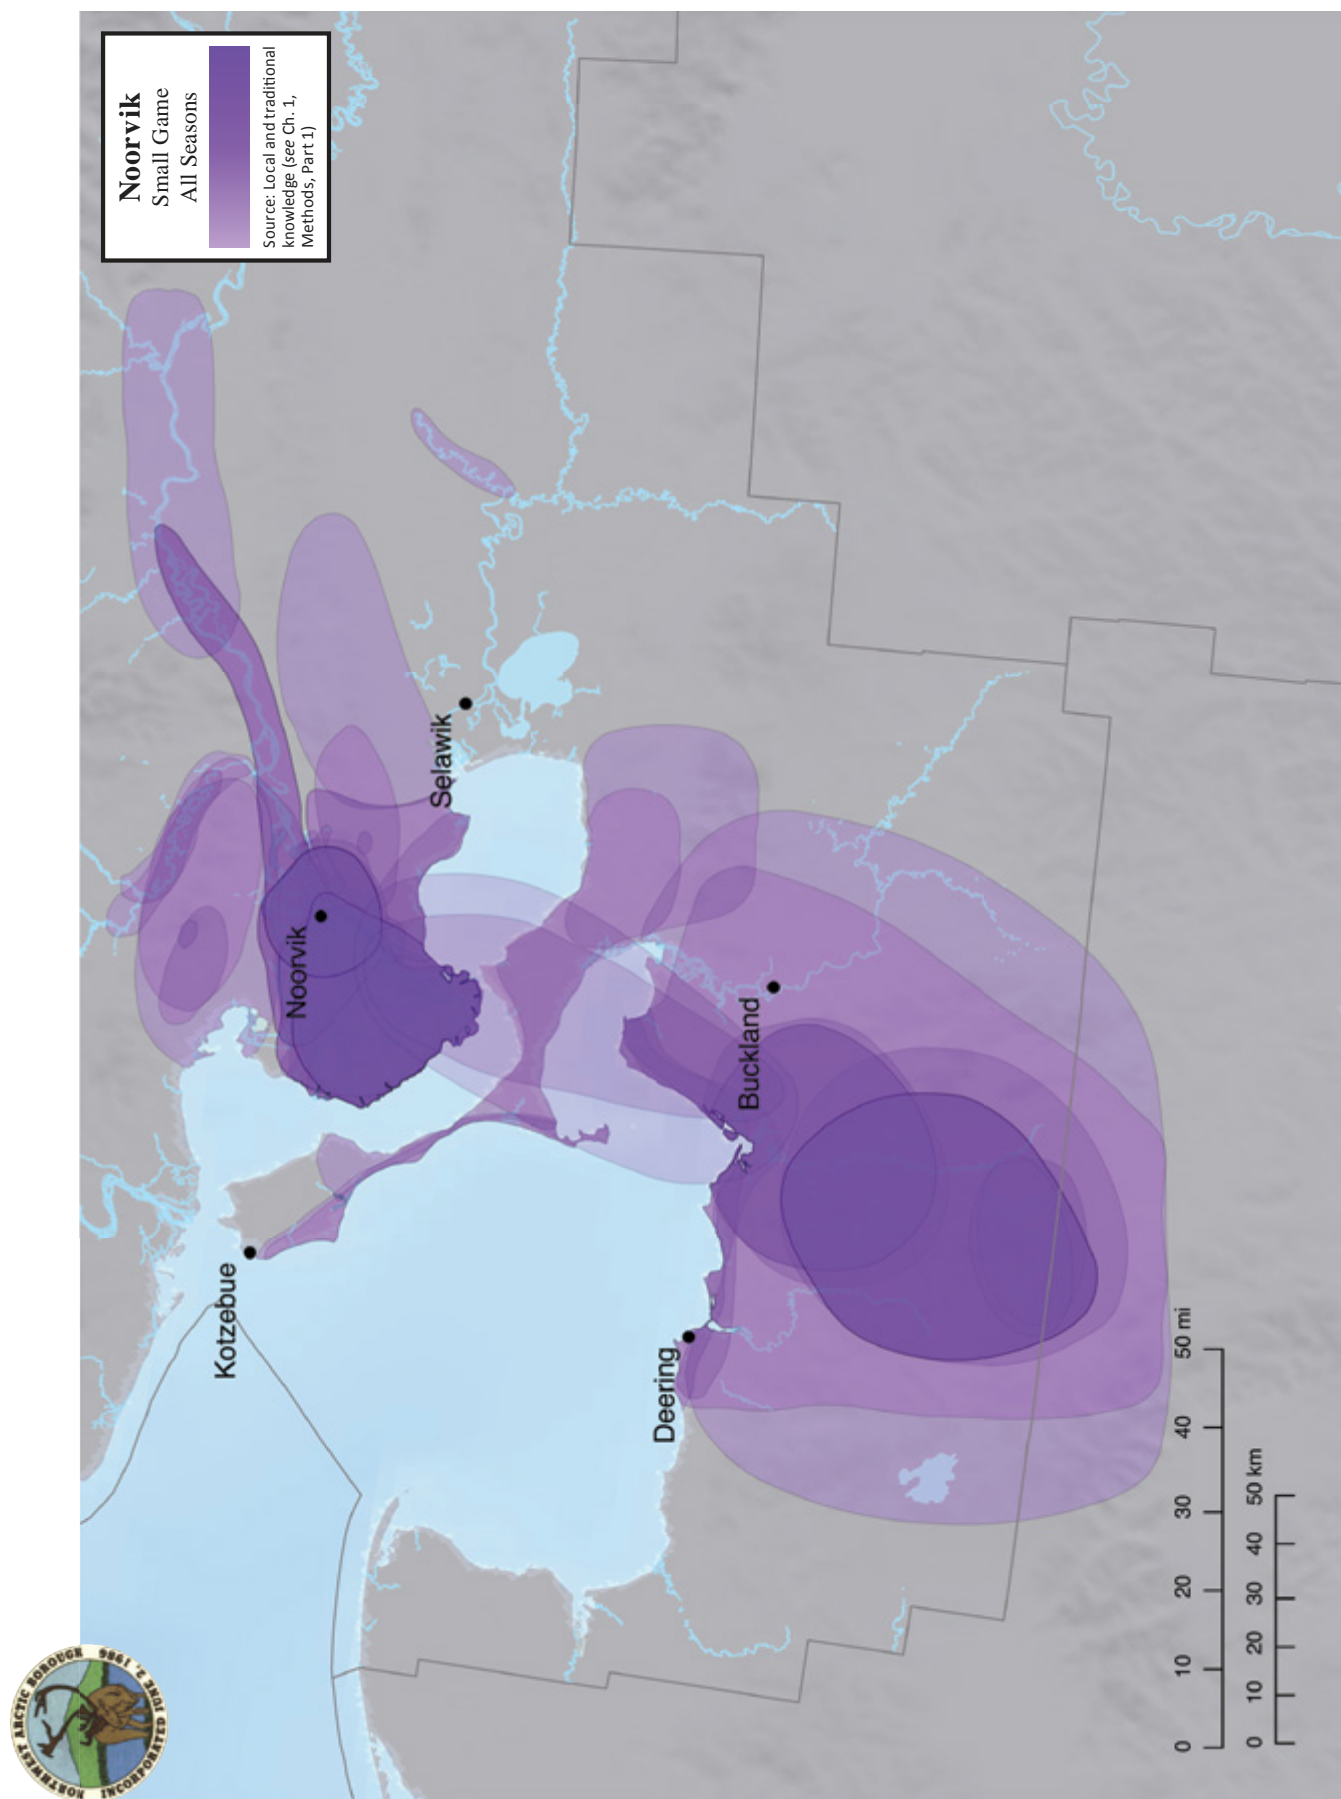 Noorvik
Small Game
All Seasons
Source: Local and traditional
knowledge (see Ch. 1,
Methods, Part 1)
Noorvik
Selawik
Kotzebue
Buckland
Deering
0 10 20 30 40 50 mi
0 10 20 30 40 50 km
NORTHWEST ARCTIC BOROUGH
INCORPORATED JUNE 2, 1986